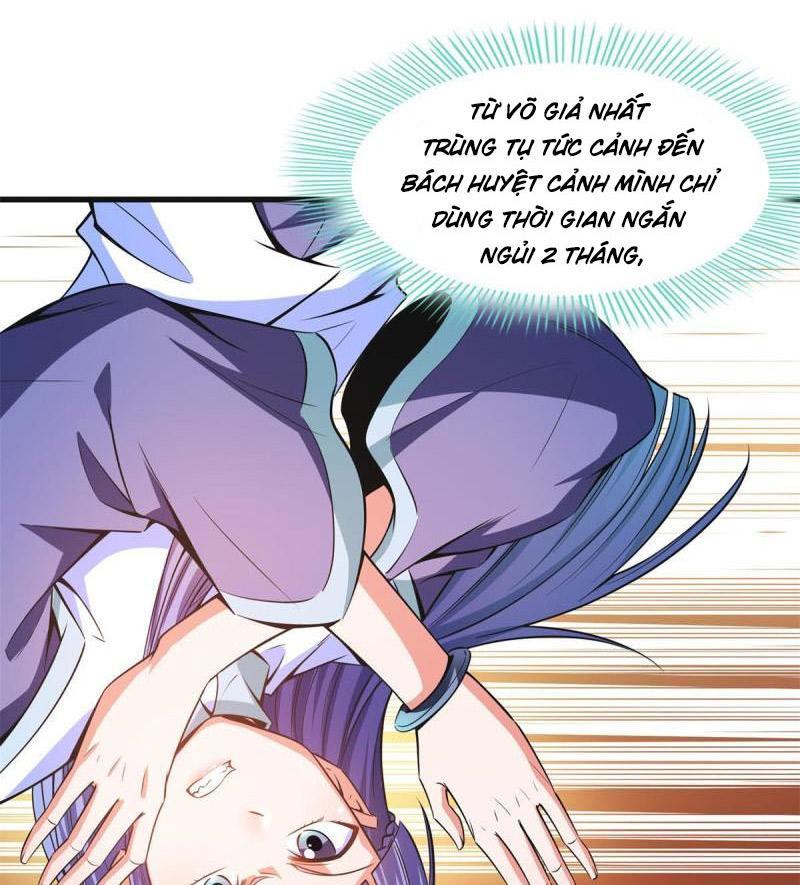 TỪ VÕ GIẢ NHẤT
TRÙNG TỤ TỨC CẢNH ĐẾN
BÁCH HUYỆT CẢNH MÌNH CHỈ
DÙNG THỜI GIAN NGẮN
NGỦI 2 THÁNG,